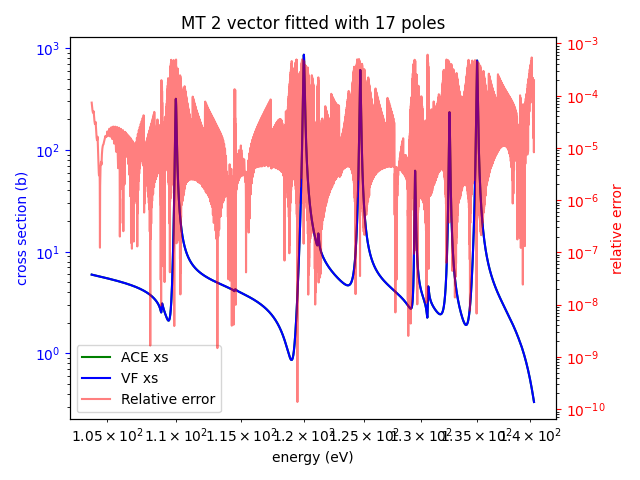 MT 2 vector fitted with 17 poles
cross section (b)
10³
10²
10¹
10⁰
10⁻³
10⁻⁴
10⁻⁵
10⁻⁶
10⁻⁷
10⁻⁸
10⁻⁹
10⁻¹⁰
relative error
ACE xs
VF xs
Relative error
1.05 × 10² 1.1 × 10² 1.15 × 10² 1.2 × 10² 1.25 × 10² 1.3 × 10² 1.35 × 10² 1.4 × 10²
energy (eV)